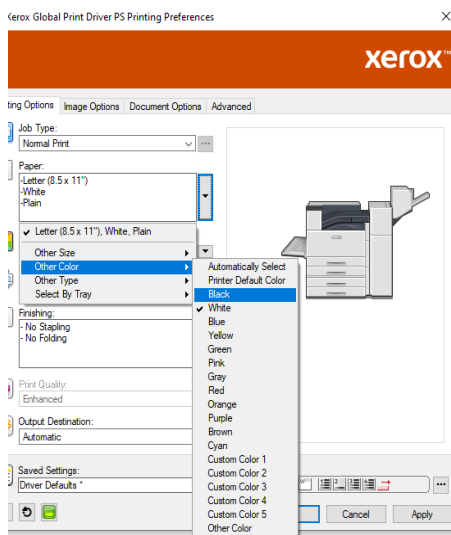 Xerox Global Print Driver PS Printing Preferences
xerox™
ting Options Image Options Document Options Advanced
Job Type:
Normal Print
Paper:
-Letter (8.5 x 11")
-White
-Plain
Letter (8.5 x 11"), White, Plain
Other Size
Other Color
Other Type
Select By Tray
Automatically Select
Printer Default Color
Black
White
Blue
Yellow
Green
Pink
Gray
Red
Orange
Purple
Brown
Cyan
Custom Color 1
Custom Color 2
Custom Color 3
Custom Color 4
Custom Color 5
Other Color
Finishing:
- No Stapling
- No Folding
Print Quality:
Enhanced
Output Destination:
Automatic
Saved Settings:
Driver Defaults *
Cancel Apply